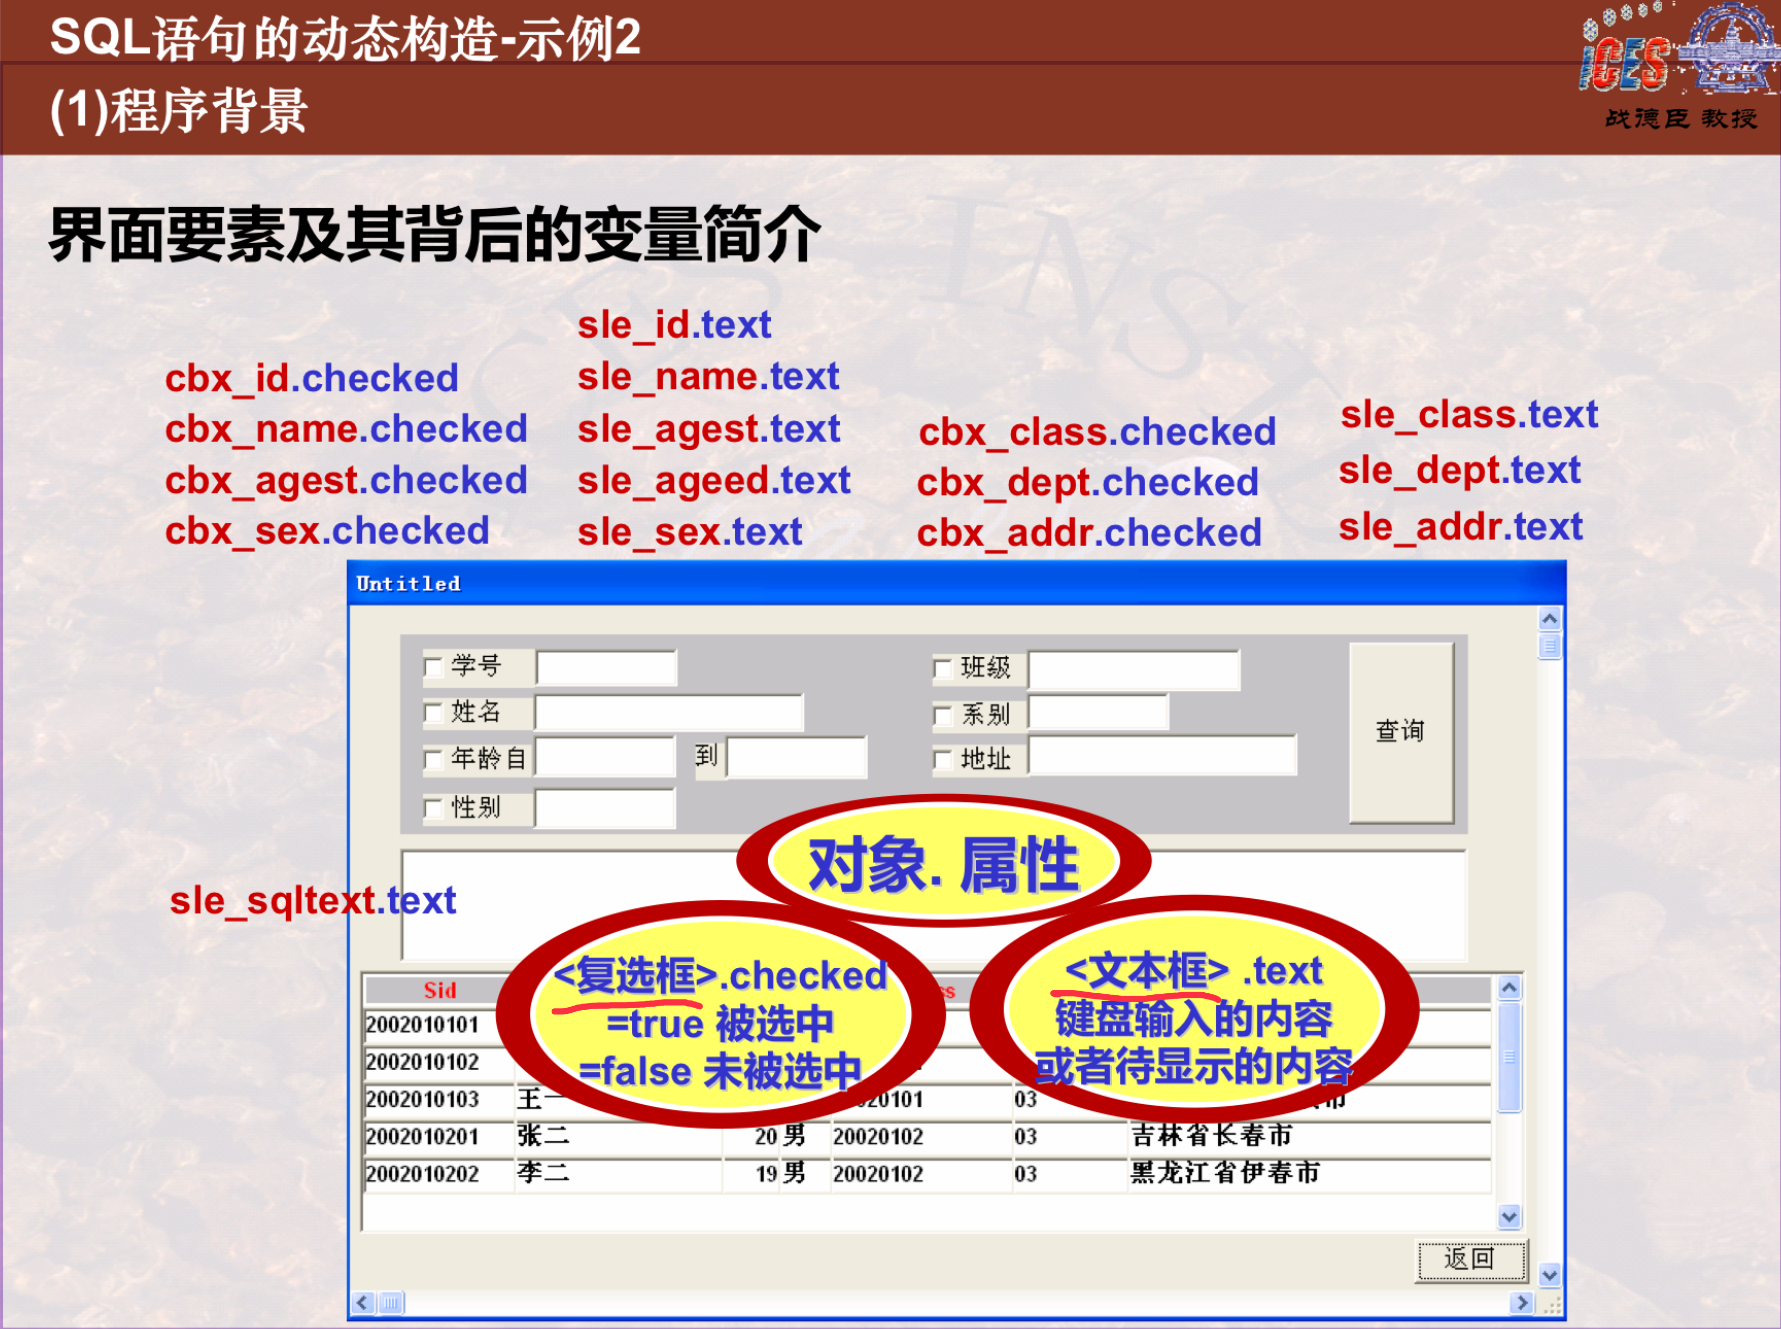 SQL语句的动态构造-示例2
(1)程序背景
iCES
战德臣 教授
界面要素及其背后的变量简介
cbx_id.checked
cbx_name.checked
cbx_agest.checked
cbx_sex.checked
sle_id.text
sle_name.text
sle_agest.text
sle_ageed.text
sle_sex.text
cbx_class.checked
cbx_dept.checked
cbx_addr.checked
sle_class.text
sle_dept.text
sle_addr.text
Untitled
学号
班级
姓名
系别
年龄自 到
地址
性别
查询
sle_sqltext.text
对象. 属性
<复选框>.checked
=true 被选中
=false 未被选中
<文本框> .text
键盘输入的内容
或者待显示的内容
Sid
2002010101
2002010102
2002010103 王一 03
2002010201 张二 20 男 20020102 03 吉林省长春市
2002010202 李二 19 男 20020102 03 黑龙江省伊春市
返回